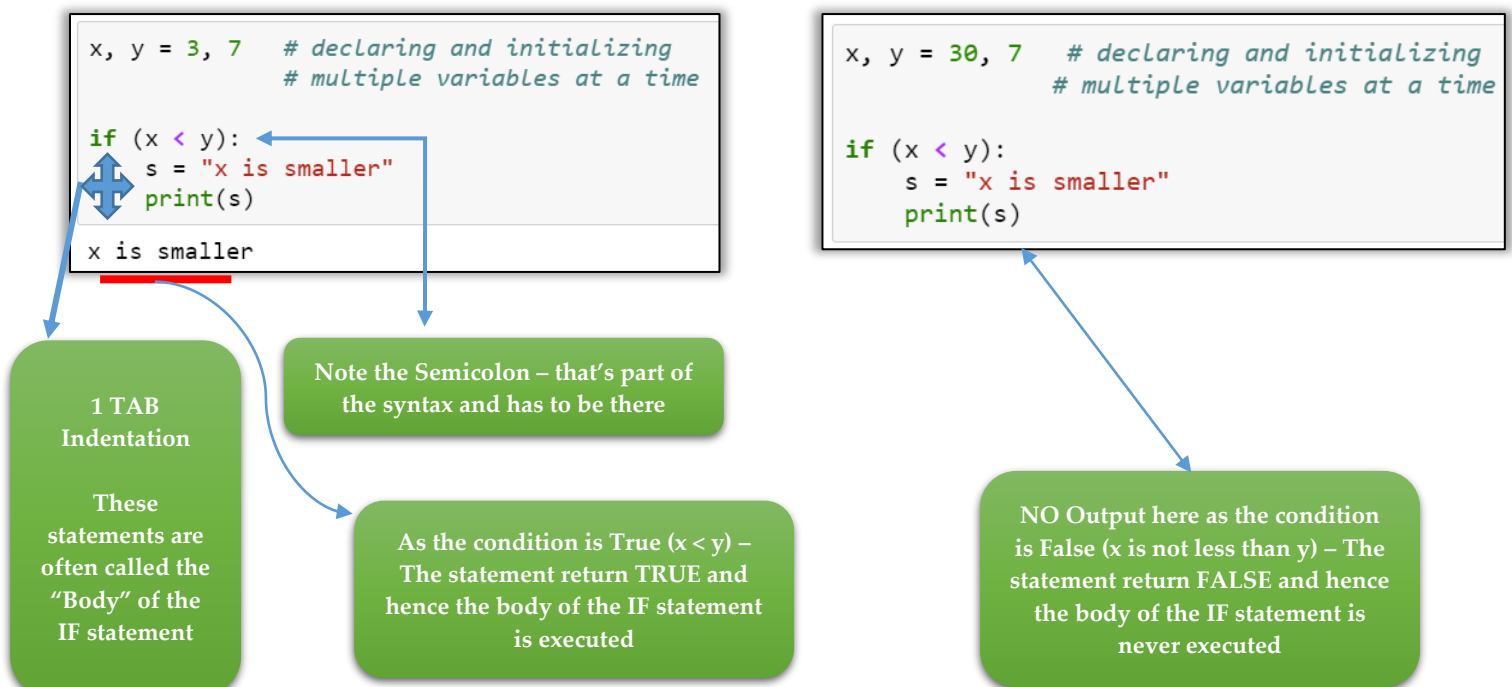 x, y = 3, 7   # declaring and initializing
# multiple variables at a time
if (x < y):
s = "x is smaller"
print(s)
x is smaller
x, y = 30, 7   # declaring and initializing
# multiple variables at a time
if (x < y):
s = "x is smaller"
print(s)
Note the Semicolon – that's part of
the syntax and has to be there
1 TAB
Indentation
These
statements are
often called the
“Body” of the
IF statement
As the condition is True (x < y) –
The statement return TRUE and
hence the body of the IF statement
is executed
NO Output here as the condition
is False (x is not less than y) – The
statement return FALSE and hence
the body of the IF statement is
never executed